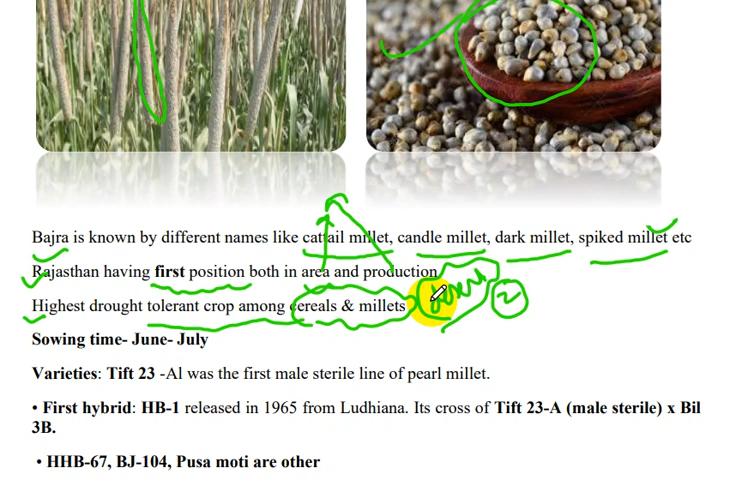 Bajra is known by different names like cattail millet, candle millet, dark millet, spiked millet etc
Rajasthan having first position both in area and production
Highest drought tolerant crop among cereals & millets
2
Sowing time- June- July
Varieties: Tift 23 -Al was the first male sterile line of pearl millet.
• First hybrid: HB-1 released in 1965 from Ludhiana. Its cross of Tift 23-A (male sterile) x Bil
3B.
• HHB-67, BJ-104, Pusa moti are other